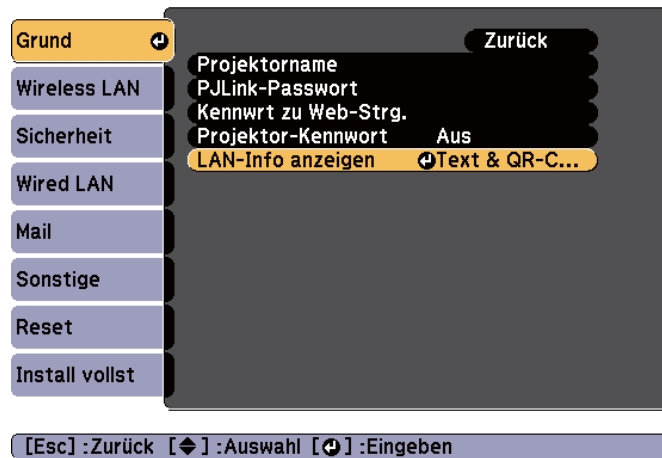 Grund
Wireless LAN
Sicherheit
Wired LAN
Mail
Sonstige
Reset
Install vollst
Zurück
Projektorname
PJLink-Passwort
Kennwrt zu Web-Strg.
Projektor-Kennwort Aus
LAN-Info anzeigen Text & QR-C...
[Esc] :Zurück [ ] :Auswahl [ ] :Eingeben